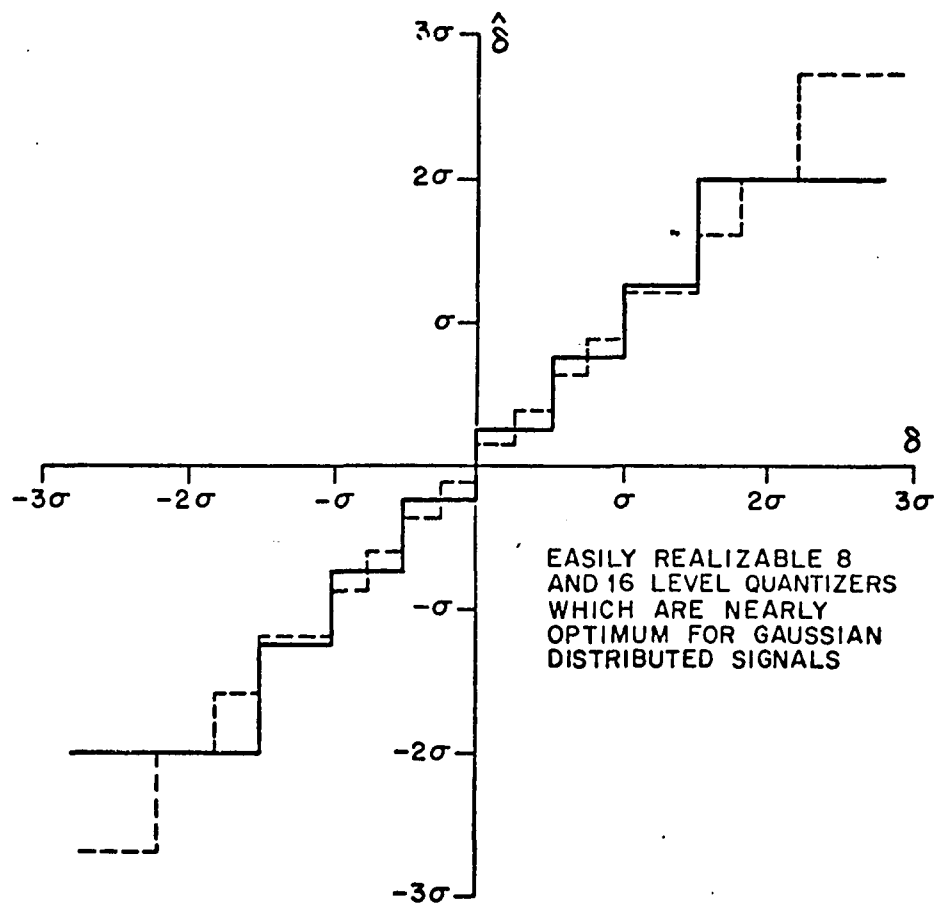 3σ
δ̂
2σ
σ
δ
-3σ
-2σ
-σ
σ
2σ
3σ
EASILY REALIZABLE 8
AND 16 LEVEL QUANTIZERS
WHICH ARE NEARLY
OPTIMUM FOR GAUSSIAN
DISTRIBUTED SIGNALS
-σ
-2σ
-3σ